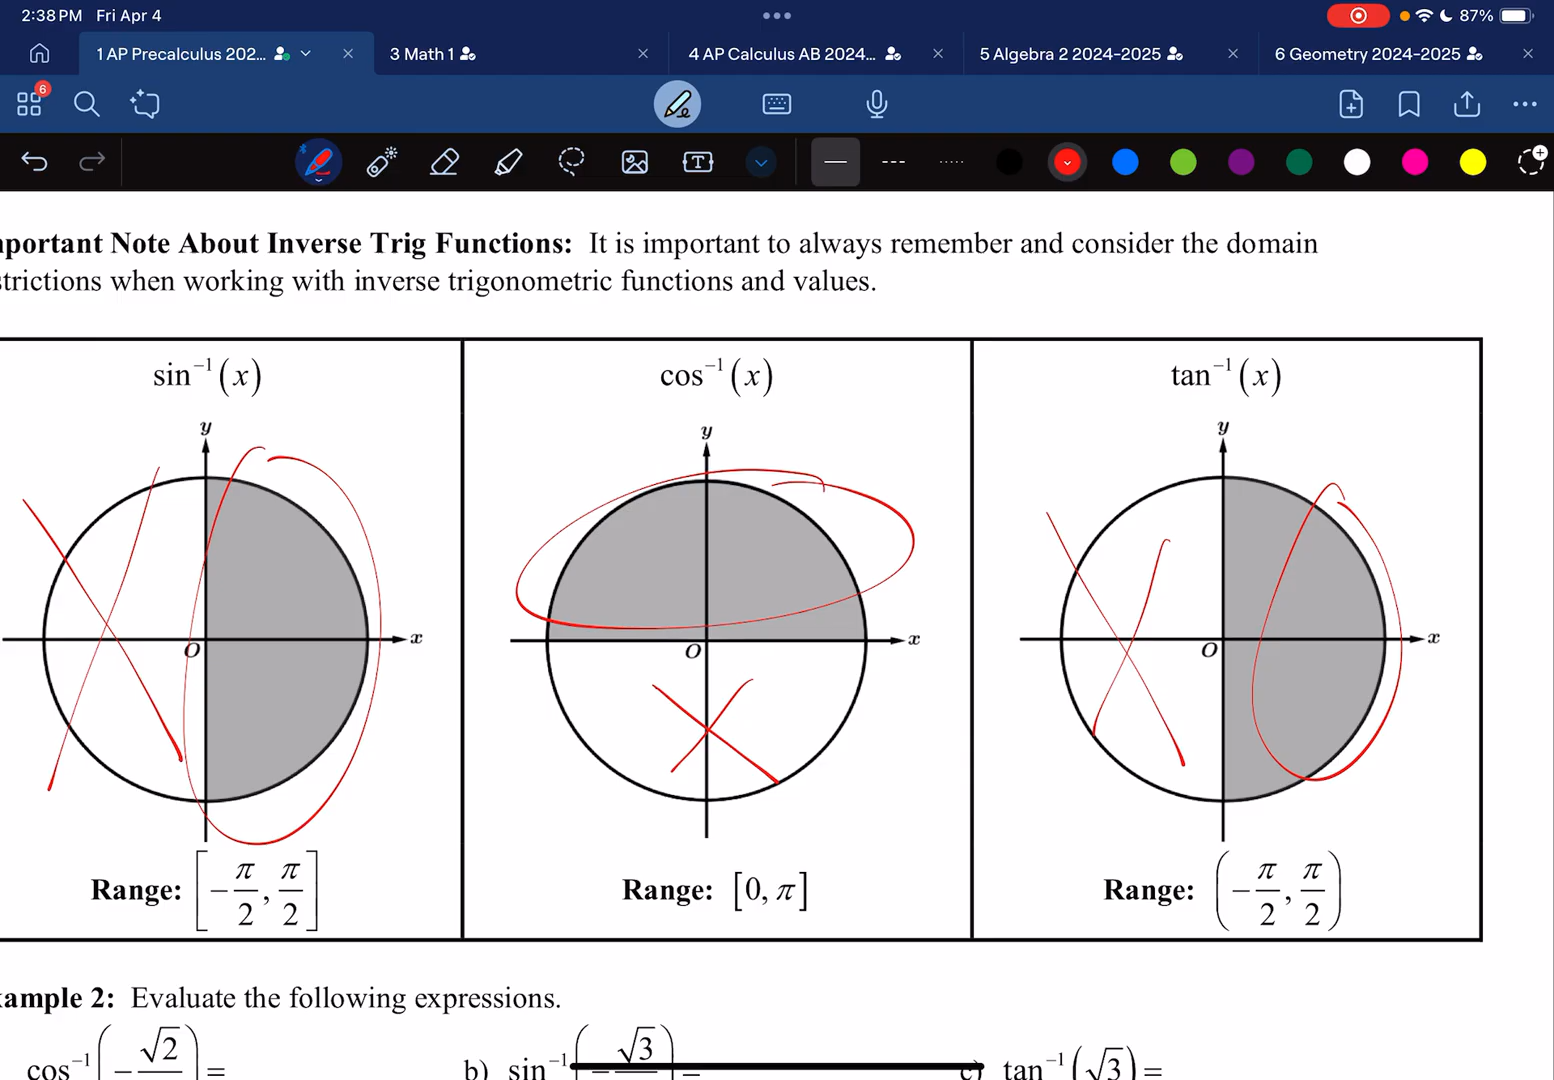 2:38 PM Fri Apr 4
87%
1 AP Precalculus 202...
3 Math 1
4 AP Calculus AB 2024...
5 Algebra 2 2024-2025
6 Geometry 2024-2025
6
T
portant Note About Inverse Trig Functions: It is important to always remember and consider the domain
strictions when working with inverse trigonometric functions and values.
sin⁻¹(x)
cos⁻¹(x)
tan⁻¹(x)
y
y
y
O x
O x
O x
Range: [-π/2, π/2]
Range: [0, π]
Range: (-π/2, π/2)
ample 2: Evaluate the following expressions.
cos⁻¹(-√2
=
b) sin⁻¹(-√3
=
c) tan⁻¹(√3) =